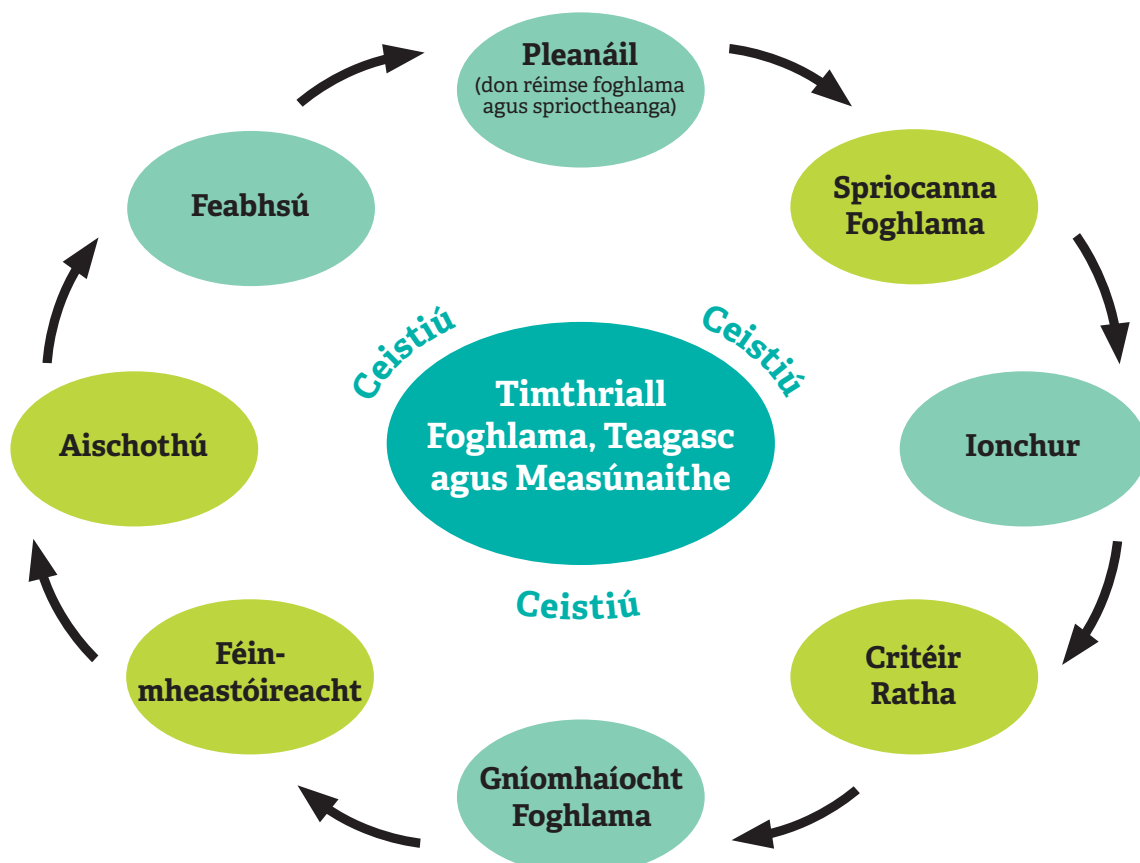 Pleanáil
(don réimse foghlama
agus sprioctheanga)
Spriocanna
Foghlama
Ionchur
Critéir
Ratha
Gníomhaíocht
Foghlama
Féin-
mheastóireacht
Aischothú
Feabhsú
Ceistiú
Ceistiú
Timthriall
Foghlama, Teagasc
agus Measúnaithe
Ceistiú